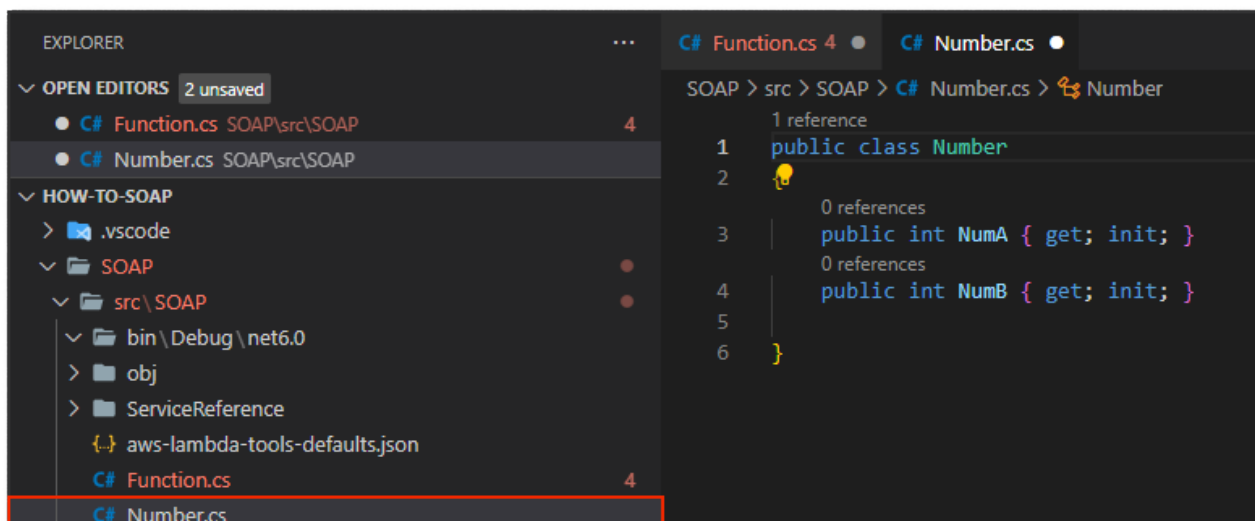 EXPLORER ...
OPEN EDITORS 2 unsaved
C# Function.cs SOAP\src\SOAP 4
C# Number.cs SOAP\src\SOAP
HOW-TO-SOAP
.vscode
SOAP
src\SOAP
bin\Debug\net6.0
obj
ServiceReference
{..} aws-lambda-tools-defaults.json
C# Function.cs 4
C# Number.cs
C# Function.cs 4 C# Number.cs
SOAP > src > SOAP > C# Number.cs > Number
1 reference
1 public class Number
2 {
0 references
3 public int NumA { get; init; }
0 references
4 public int NumB { get; init; }
5
6 }